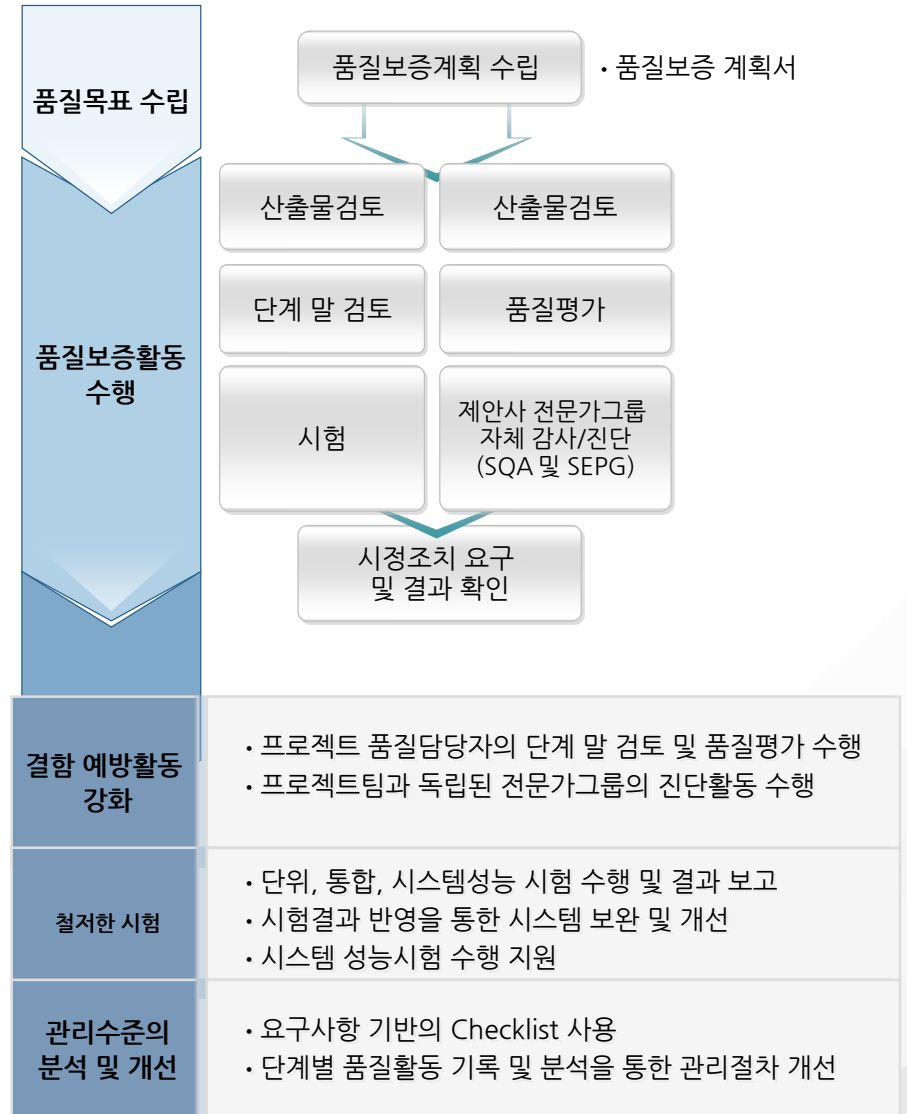 품질목표 수립
품질보증계획 수립
• 품질보증 계획서
산출물검토
산출물검토
품질보증활동
수행
단계 말 검토
품질평가
시험
제안사 전문가그룹
자체 감사/진단
(SQA 및 SEPG)
시정조치 요구
및 결과 확인
결함 예방활동
강화
• 프로젝트 품질담당자의 단계 말 검토 및 품질평가 수행
• 프로젝트팀과 독립된 전문가그룹의 진단활동 수행
철저한 시험
• 단위, 통합, 시스템성능 시험 수행 및 결과 보고
• 시험결과 반영을 통한 시스템 보완 및 개선
• 시스템 성능시험 수행 지원
관리수준의
분석 및 개선
• 요구사항 기반의 Checklist 사용
• 단계별 품질활동 기록 및 분석을 통한 관리절차 개선